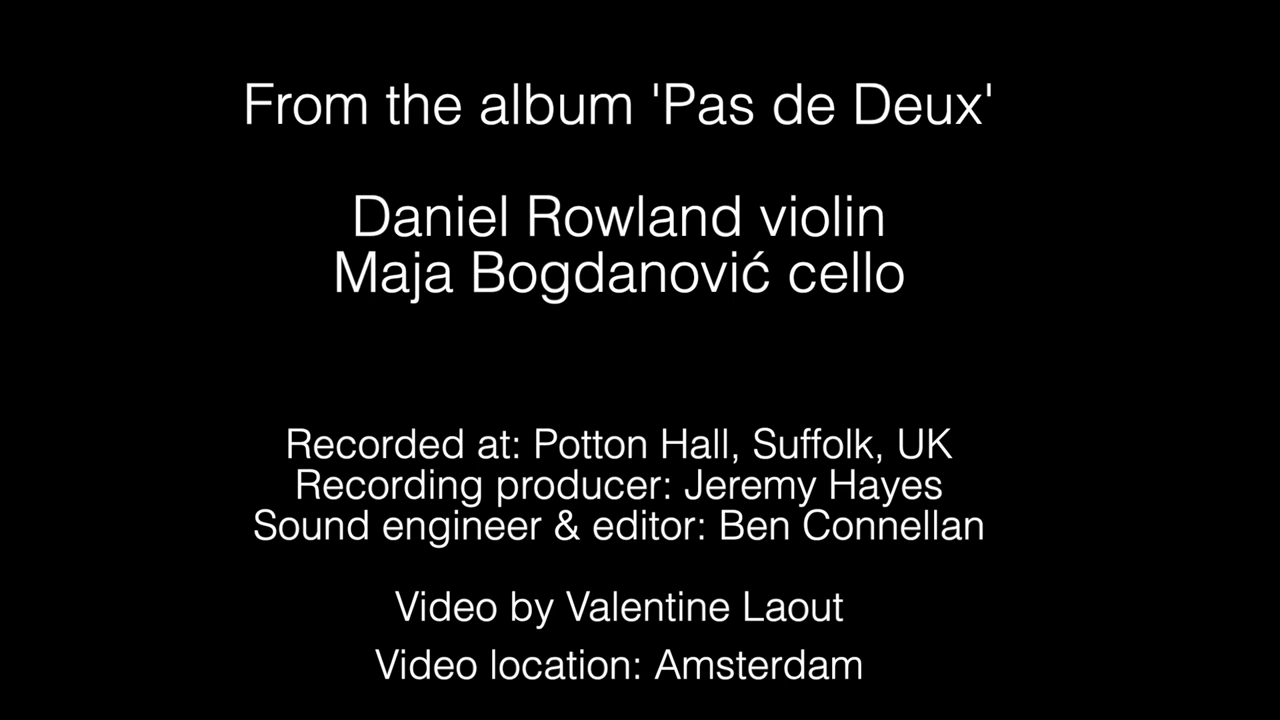 From the album 'Pas de Deux'
Daniel Rowland violin
Maja Bogdanović cello
Recorded at: Potton Hall, Suffolk, UK
Recording producer: Jeremy Hayes
Sound engineer & editor: Ben Connellan
Video by Valentine Laout
Video location: Amsterdam